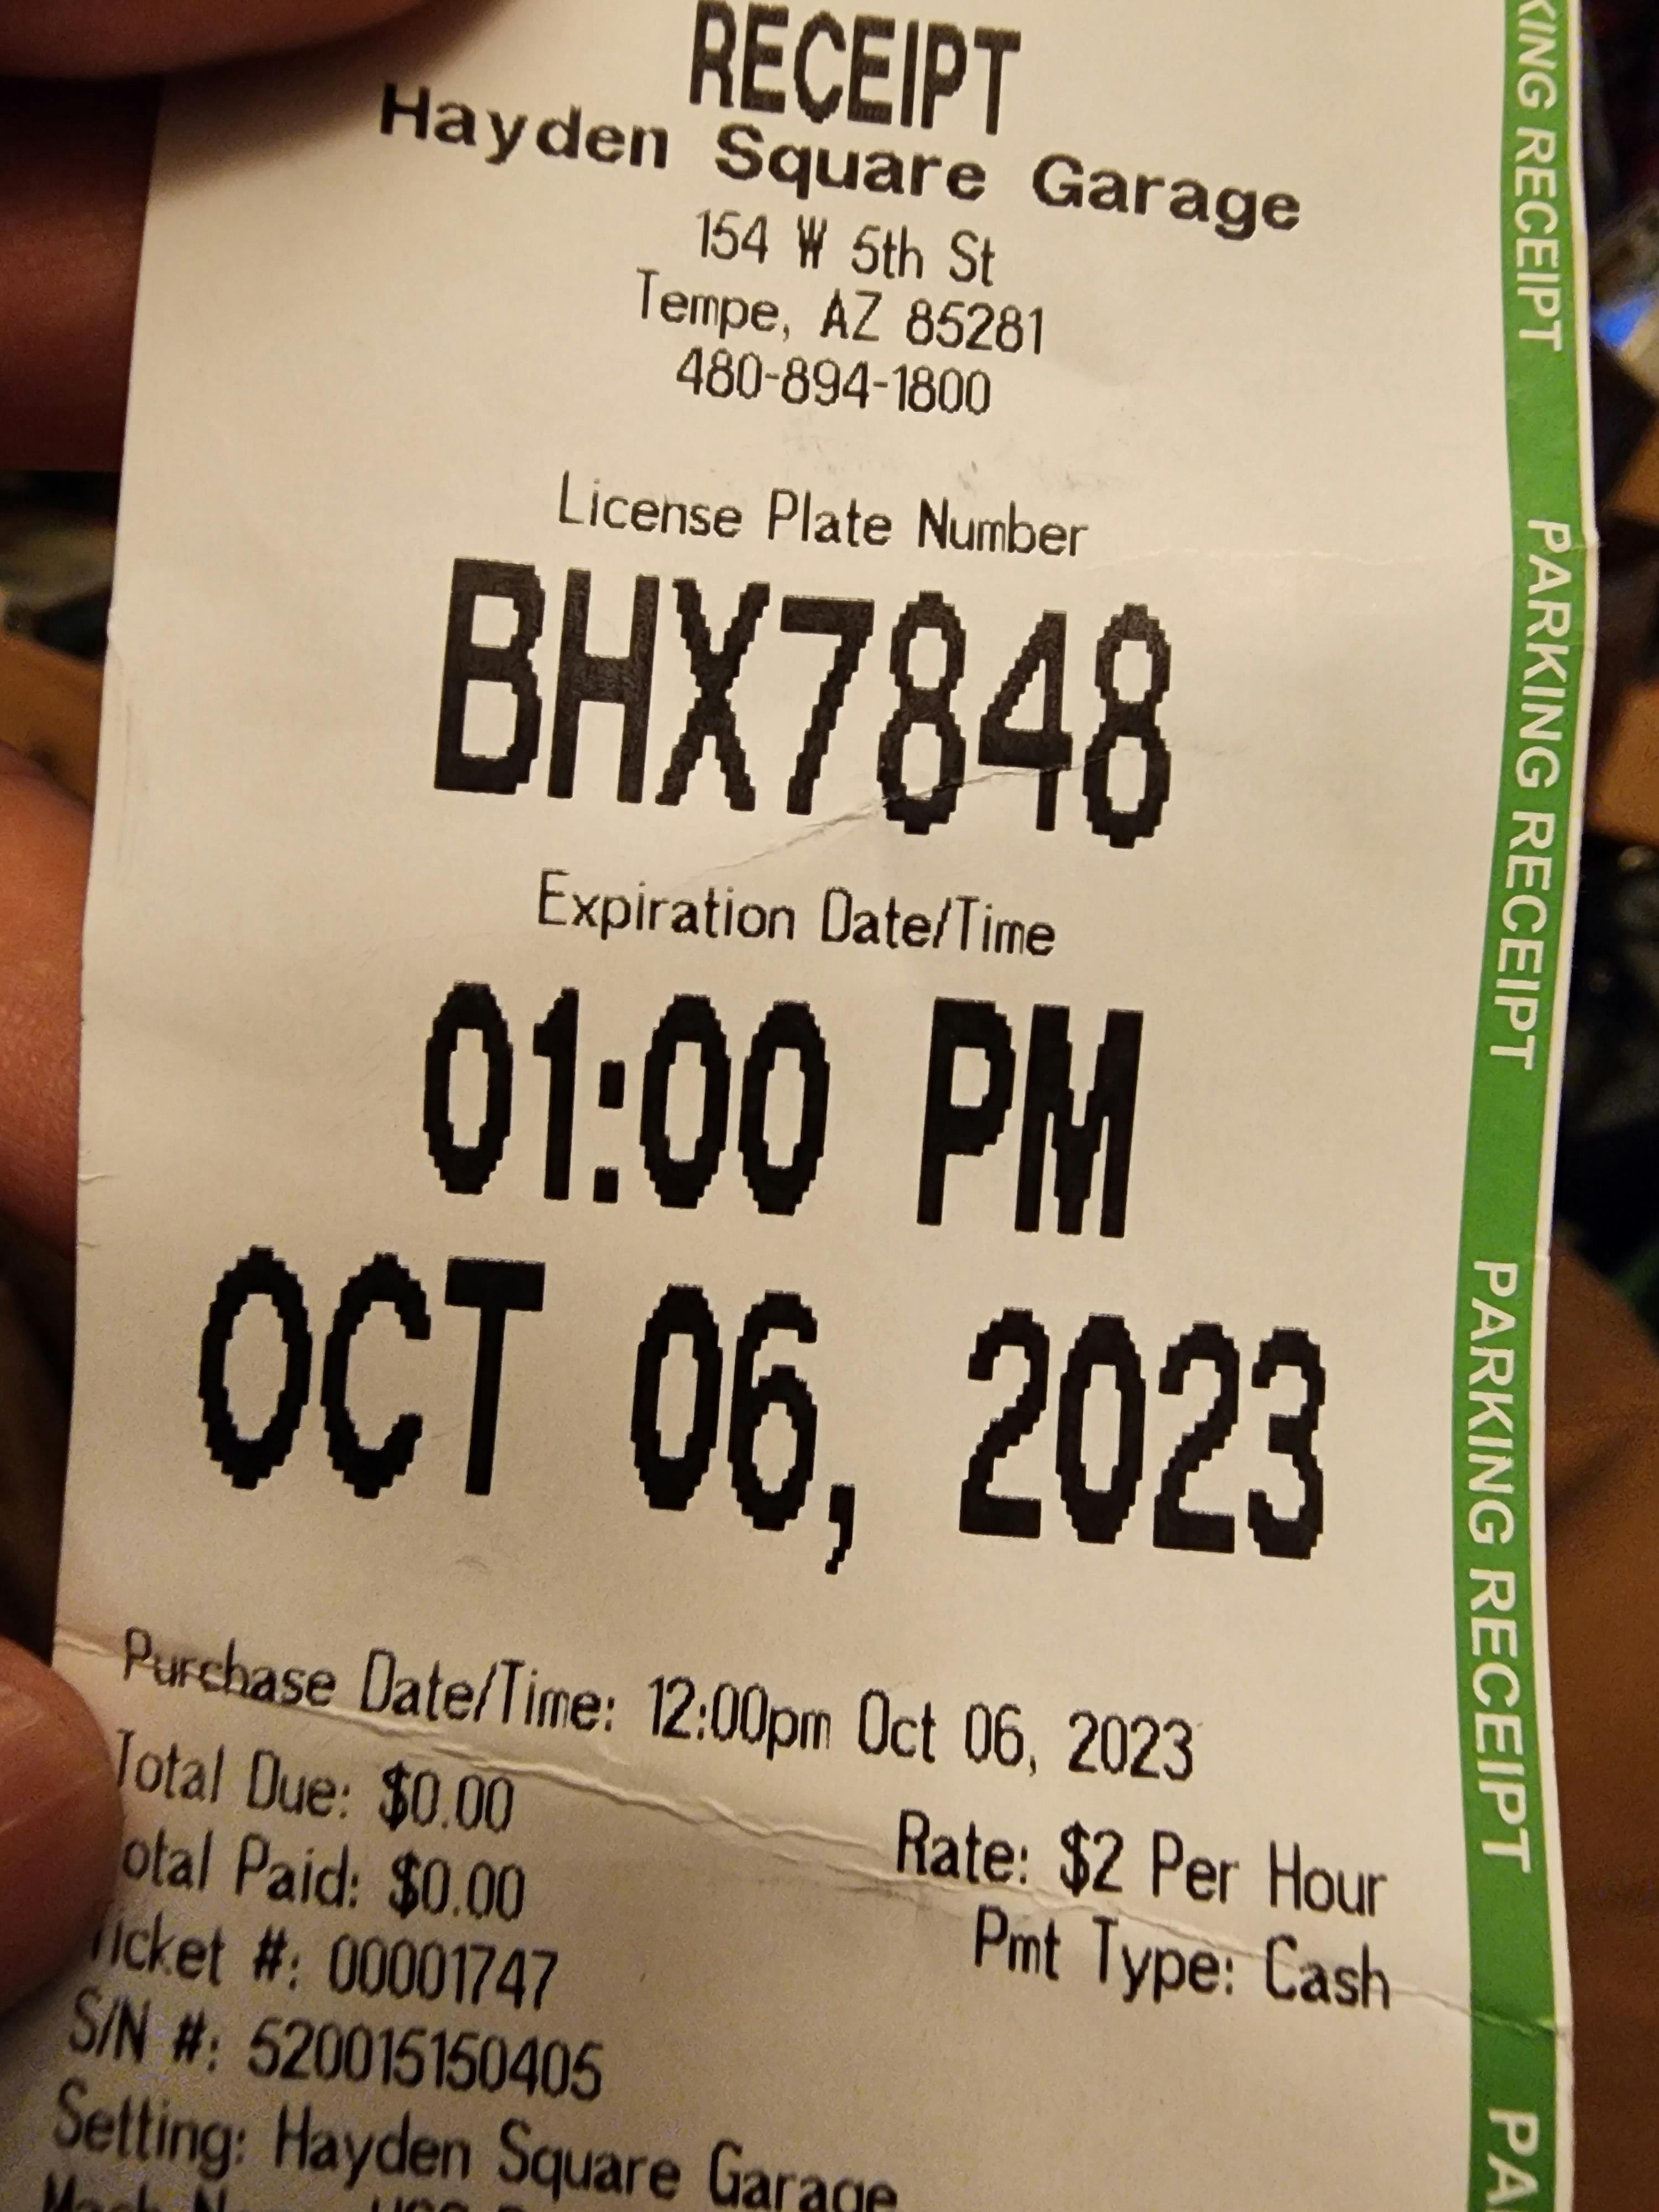 RECEIPT
Hayden Square Garage
154 W 5th St
Tempe, AZ 85281
480-894-1800
License Plate Number
BHX7848
Expiration Date/Time
01:00 PM
OCT 06, 2023
Purchase Date/Time: 12:00pm Oct 06, 2023
Total Due: $0.00
Rate: $2 Per Hour
otal Paid: $0.00
Pmt Type: Cash
Ticket #: 00001747
S/N #: 520015150405
Setting: Hayden Square Garage
KING RECEIPT
PARKING RECEIPT
PARKING RECEIPT
PA